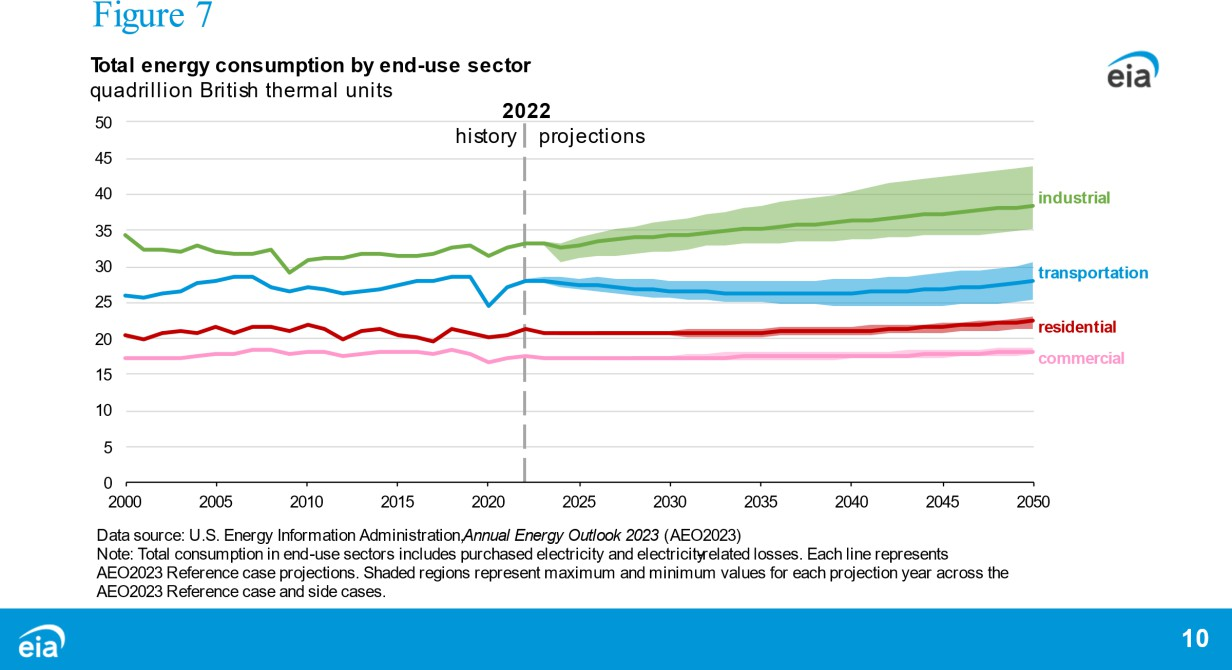 Figure 7
Total energy consumption by end-use sector
quadrillion British thermal units
eia
2022
history
projections
50
45
40
35
30
25
20
15
10
5
0
industrial
transportation
residential
commercial
2000 2005 2010 2015 2020 2025 2030 2035 2040 2045 2050
Data source: U.S. Energy Information Administration,Annual Energy Outlook 2023 (AEO2023)
Note: Total consumption in end-use sectors includes purchased electricity and electricity-related losses. Each line represents
AEO2023 Reference case projections. Shaded regions represent maximum and minimum values for each projection year across the
AEO2023 Reference case and side cases.
eia
10